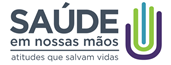 SAÚDE
em nossas mãos
atitudes que salvam vidas